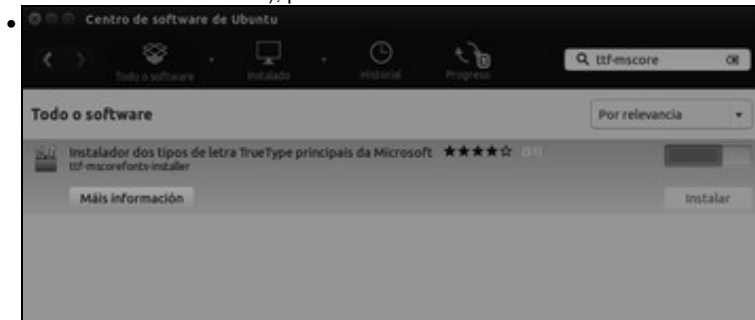 Centro de software de Ubuntu
Todo o software
Instalado
Historial
Progreso
ttf-mscore
Todo o software
Por relevancia
Instalador dos tipos de letra TrueType principais da Microsoft
ttf-mscorefonts-installer
Máis información
Instalar